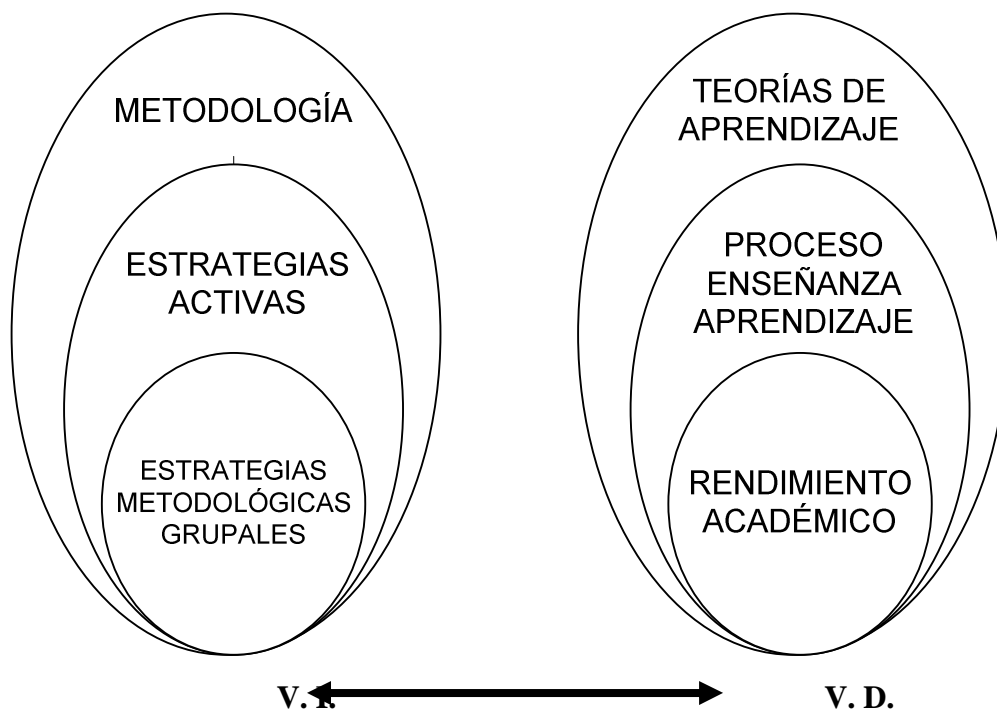 METODOLOGÍA
ESTRATEGIAS
ACTIVAS
ESTRATEGIAS
METODOLÓGICAS
GRUPALES
TEORÍAS DE
APRENDIZAJE
PROCESO
ENSEÑANZA
APRENDIZAJE
RENDIMIENTO
ACADÉMICO
V. I.
V. D.